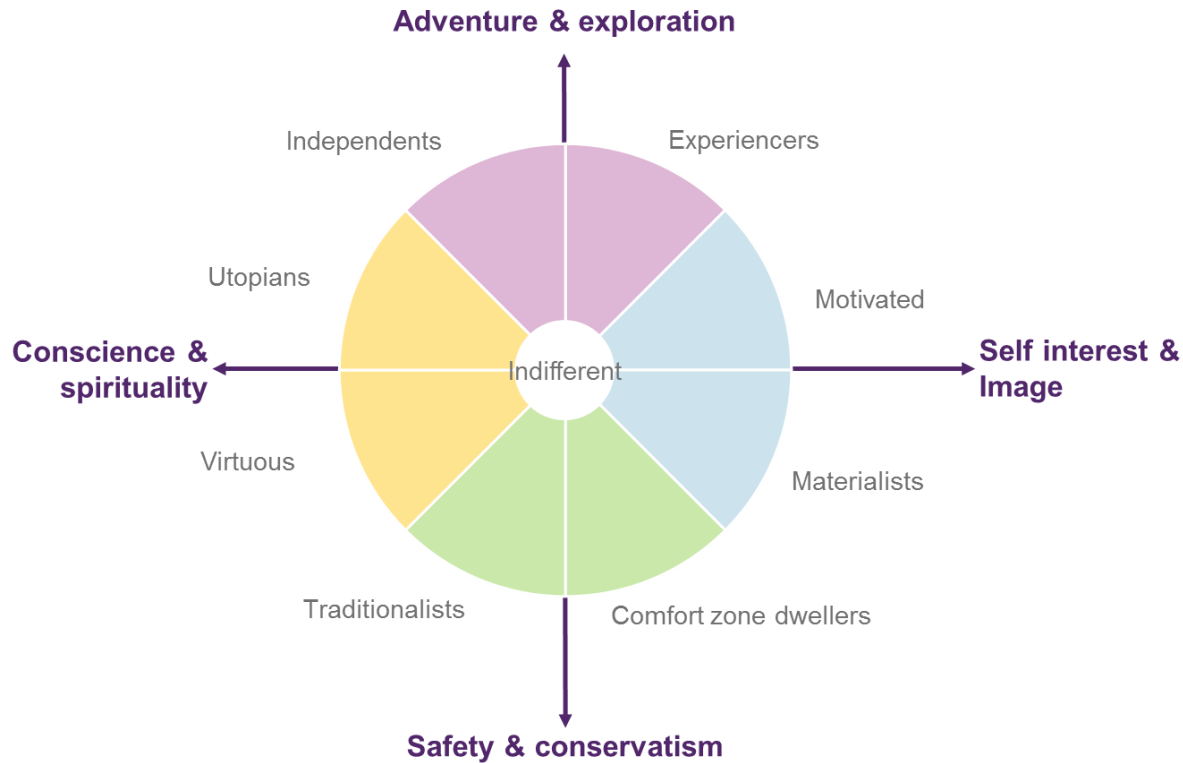 Adventure & exploration
Independents
Experiencers
Utopians
Motivated
Conscience &
spirituality
Indifferent
Self interest &
Image
Virtuous
Materialists
Traditionalists
Comfort zone dwellers
Safety & conservatism